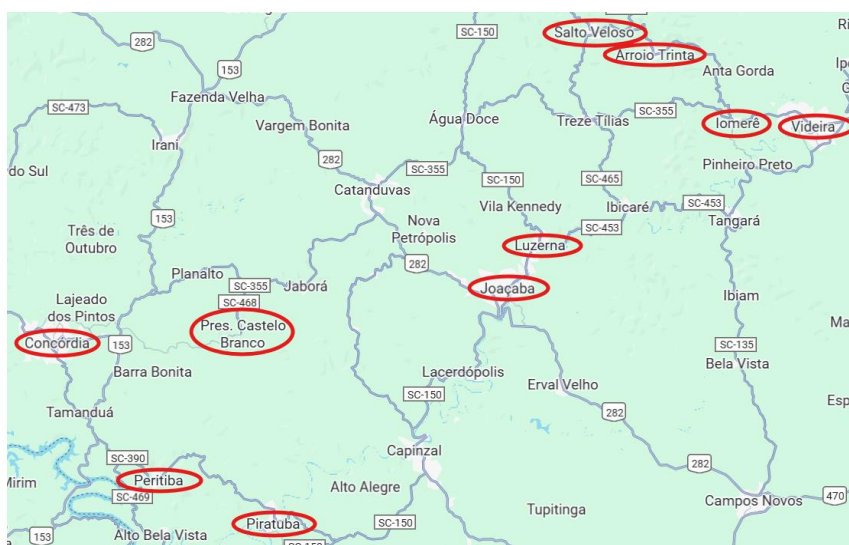 282
SC-150
Salto Veloso
Ri
153
Arroio Trinta
Anta Gorda
Ip
G
Fazenda Velha
SC-473
SC-355
Vargem Bonita
Água Doce
Treze Tílias
Iomerê
Videira
Irani
282
do Sul
SC-355
SC-150
Pinheiro Preto
Catanduvas
SC-465
Vila Kennedy
Ibicaré
SC-453
153
Nova
Petrópolis
SC-453
Tangará
Três de
Outubro
Luzerna
282
Planalto
SC-355
Jaborá
Joaçaba
Ibiam
Lajeado
dos Pintos
SC-468
Pres. Castelo
Branco
Ma
Concórdia
153
SC-135
Barra Bonita
Lacerdópolis
Bela Vista
Erval Velho
SC-150
Tamanduá
Esp
282
Capinzal
SC-390
282
Mirim
Peritiba
Alto Alegre
SC-469
Campos Novos
470
Tupitinga
Piratuba
SC-150
153
Alto Bela Vista